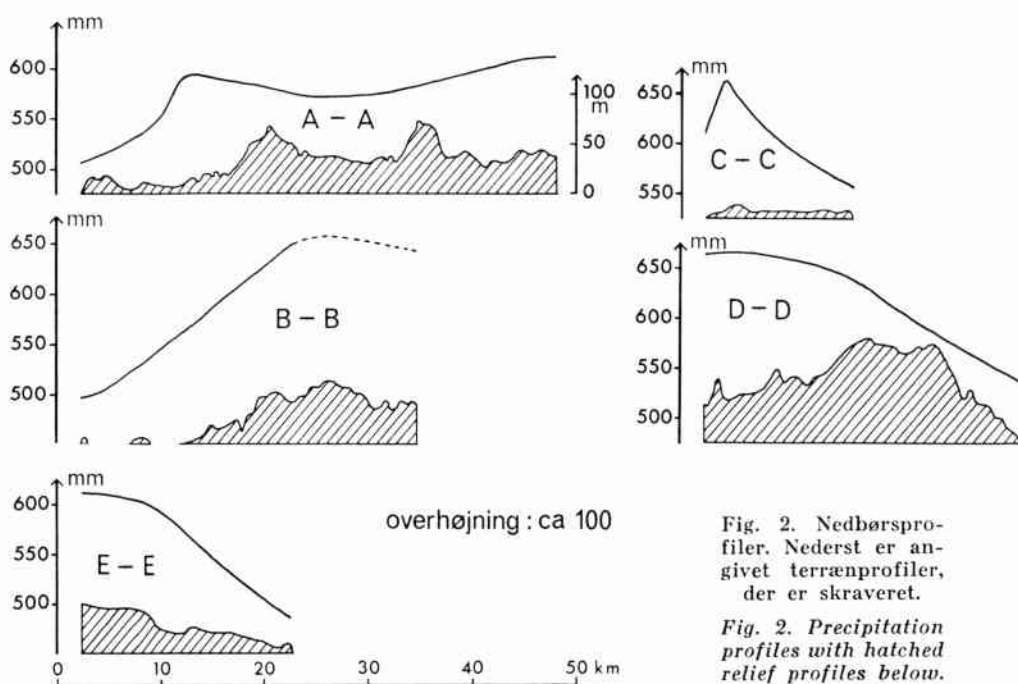 mm
600
550
500
A – A
100
m
50
0
mm
650
600
550
C – C
mm
650
600
550
500
B – B
mm
650
600
550
500
D – D
mm
600
550
500
E – E
0
10
20
30
40
50 km
overhøjning : ca 100
Fig. 2. Nedbørspro-
filer. Nederst er an-
givet terrænprofiler,
der er skraveret.
Fig. 2. Precipitation
profiles with hatched
relief profiles below.